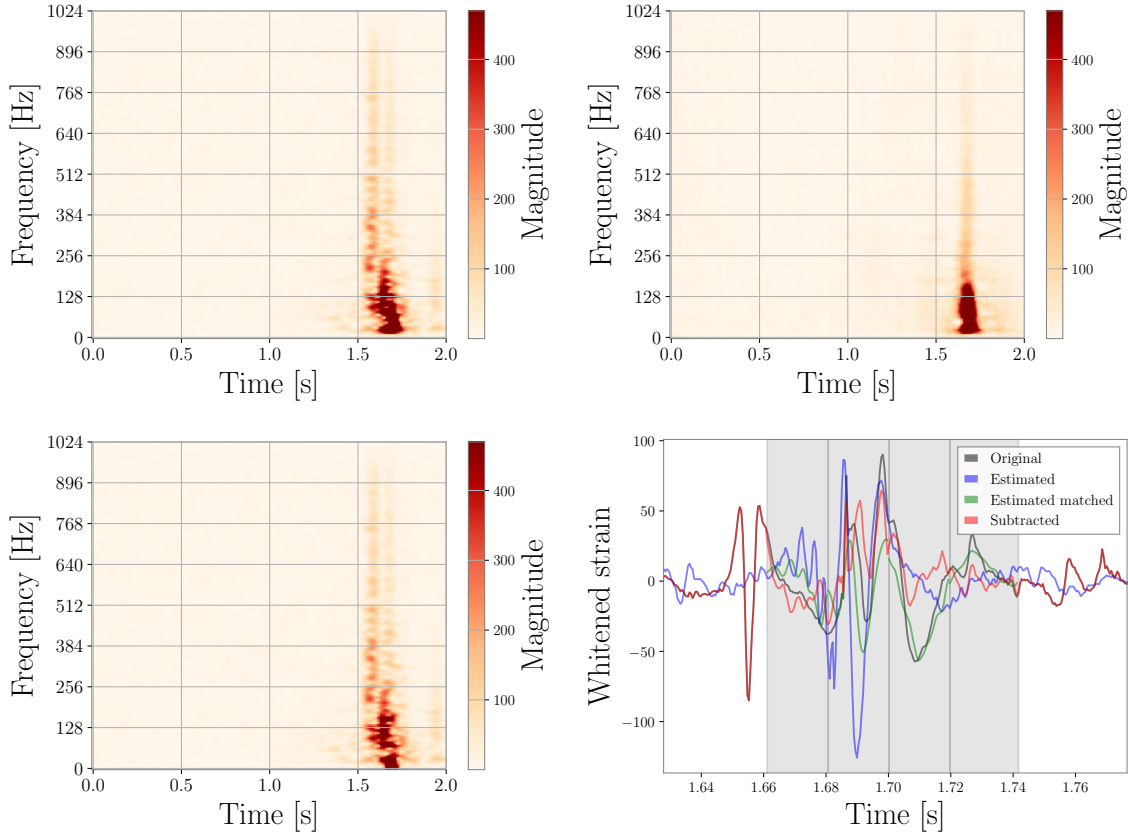 1024
896
768
640
512
384
256
128
0
Frequency [Hz]
0.0 0.5 1.0 1.5 2.0
Time [s]
400
300
200
100
Magnitude
1024
896
768
640
512
384
256
128
0
Frequency [Hz]
0.0 0.5 1.0 1.5 2.0
Time [s]
400
300
200
100
Magnitude
1024
896
768
640
512
384
256
128
0
Frequency [Hz]
0.0 0.5 1.0 1.5 2.0
Time [s]
400
300
200
100
Magnitude
100
50
0
−50
−100
Whitened strain
Original
Estimated
Estimated matched
Subtracted
1.64 1.66 1.68 1.70 1.72 1.74 1.76
Time [s]